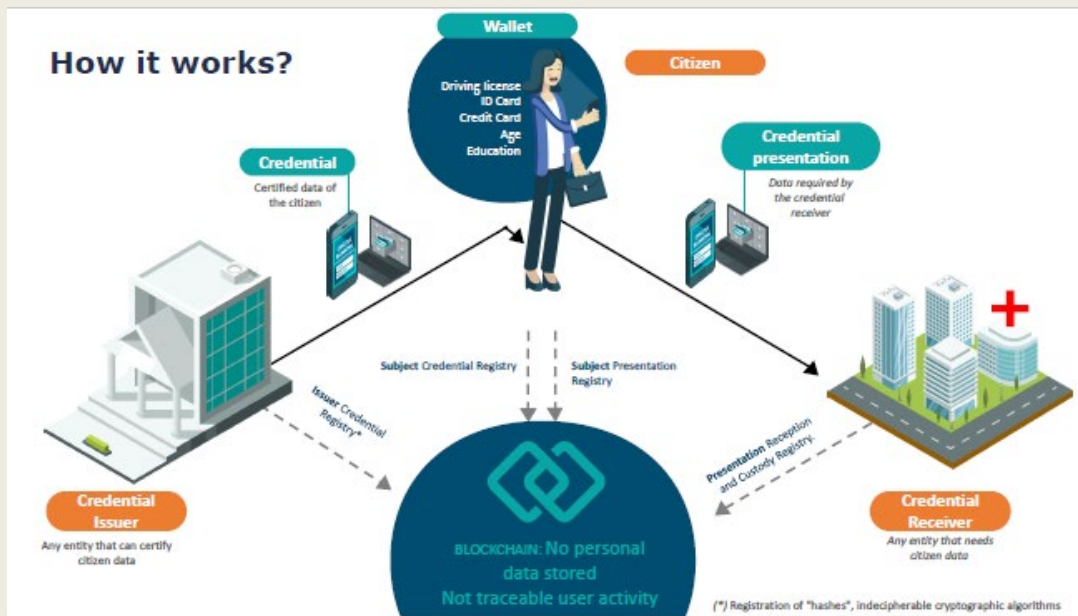 How it works?
Wallet
Citizen
Driving license
ID Card
Credit Card
Age
Education
Credential
Certified data of
the citizen
Credential
presentation
Data required by
the credential
receiver
Subject Credential Registry
Subject Presentation
Registry
Issuer Credential
Registry*
Presentation Reception
and Custody Registry.
Credential
Issuer
Any entity that can certify
citizen data
BLOCKCHAIN: No personal
data stored
Not traceable user activity
Credential
Receiver
Any entity that needs
citizen data
(*) Registration of "hashes", indecipherable cryptographic algorithms